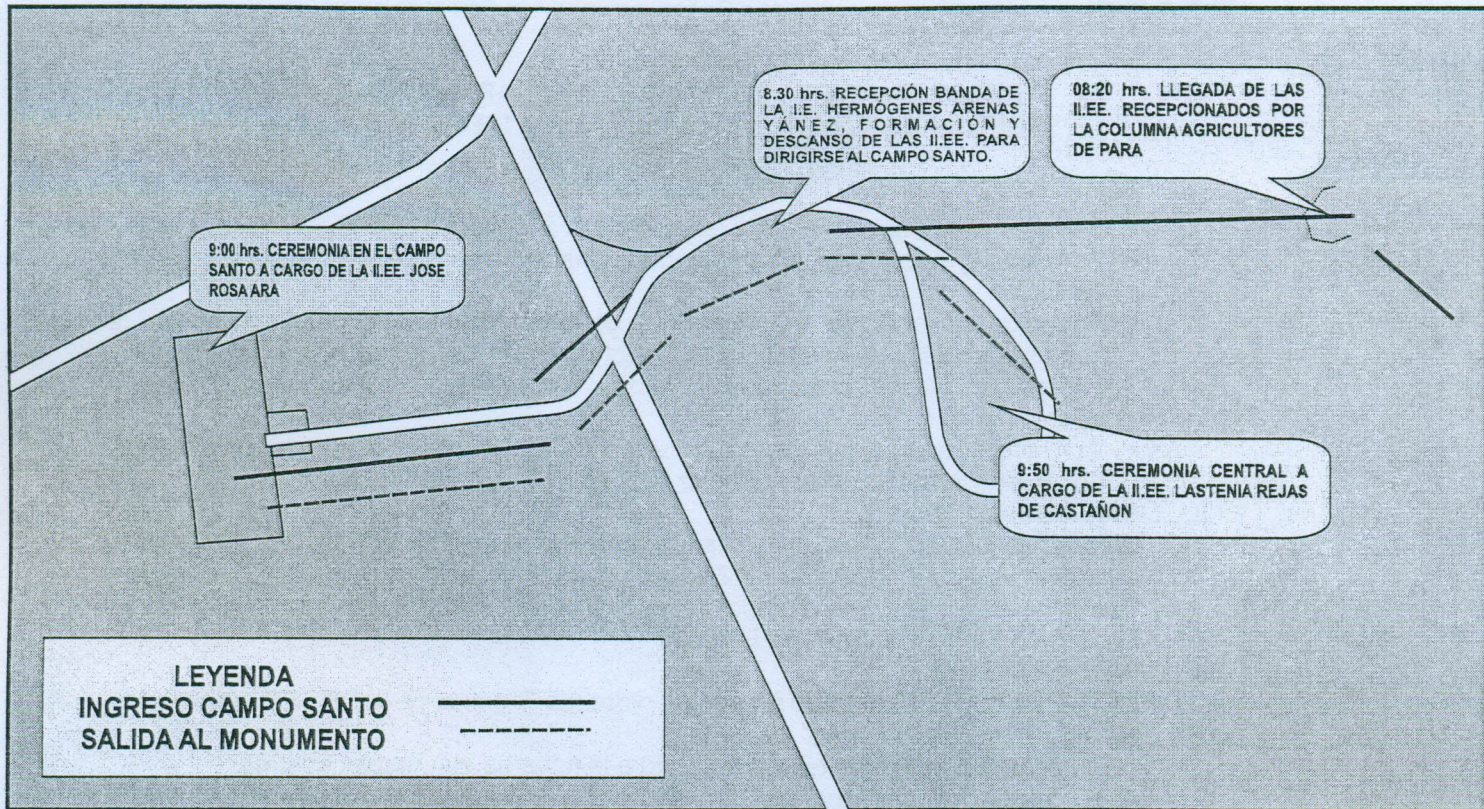 8.30 hrs. RECEPCIÓN BANDA DE
LA I.E. HERMÓGENES ARENAS
YÁNEZ, FORMACIÓN Y
DESCANSO DE LAS II.EE. PARA
DIRIGIRSE AL CAMPO SANTO.
08:20 hrs. LLEGADA DE LAS
II.EE. RECEPCIONADOS POR
LA COLUMNA AGRICULTORES
DE PARA
9:00 hrs. CEREMONIA EN EL CAMPO
SANTO A CARGO DE LA II.EE. JOSE
ROSA ARA
9:50 hrs. CEREMONIA CENTRAL A
CARGO DE LA II.EE. LASTENIA REJAS
DE CASTAÑON
LEYENDA
INGRESO CAMPO SANTO
SALIDA AL MONUMENTO